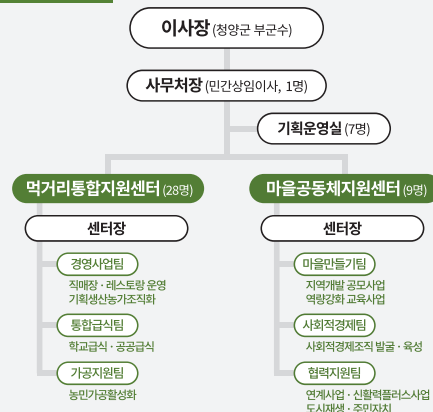 이사장 (청양군 부군수)
사무처장 (민간상임이사, 1명)
기획운영실 (7명)
먹거리통합지원센터 (28명)
센터장
경영사업팀
직매장 · 레스토랑 운영
기획생산농가조직화
통합급식팀
학교급식 · 공공급식
가공지원팀
농민가공활성화
마을공동체지원센터 (9명)
센터장
마을만들기팀
지역개발 공모사업
역량강화 교육사업
사회적경제팀
사회적경제조직 발굴 · 육성
협력지원팀
연계사업 · 신활력플러스사업
도시재생 · 주민자치